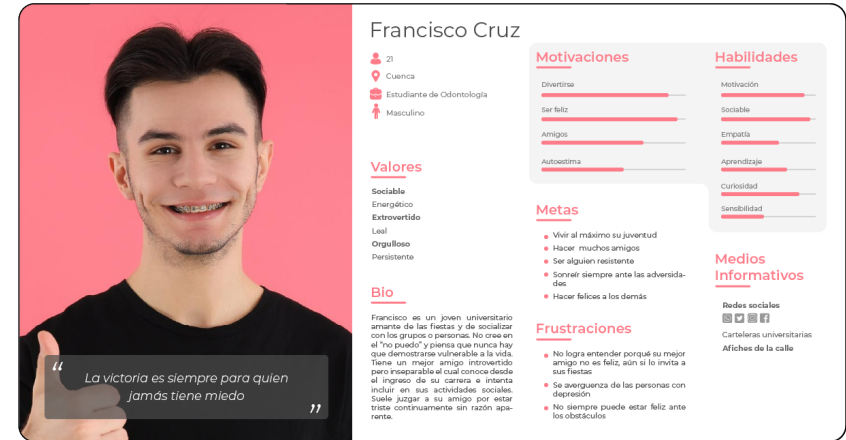 Francisco Cruz
21
Cuenca
Estudiante de Odontología
Masculino
Valores
Sociable
Energético
Extrovertido
Leal
Orgulloso
Persistente
Bio
Francisco es un joven universitario
amante de las fiestas y de socializar
con los grupos o personas. No cree en
el "no puedo" y piensa que nunca hay
que demostrarse vulnerable a la vida.
Tiene un mejor amigo introvertido
pero inseparable el cual conoce desde
el ingreso de su carrera e intenta
incluir en sus actividades sociales.
Suele juzgar a su amigo por estar
triste continuamente sin razón apa-
rente.
Motivaciones
Divertirse
Ser feliz
Amigos
Autoestima
Metas
Vivir al máximo su juventud
Hacer muchos amigos
Ser alguien resistente
Sonreír siempre ante las adversida-
des
Hacer felices a los demás
Frustraciones
No logra entender porqué su mejor
amigo no es feliz, aún si lo invita a
sus fiestas
Se averguenza de las personas con
depresión
No siempre puede estar feliz ante
los obstáculos
Habilidades
Motivación
Sociable
Empatía
Aprendizaje
Curiosidad
Sensibilidad
Medios
Informativos
Redes sociales
Carteleras universitarias
Afiches de la calle
“ La victoria es siempre para quien
jamás tiene miedo ”